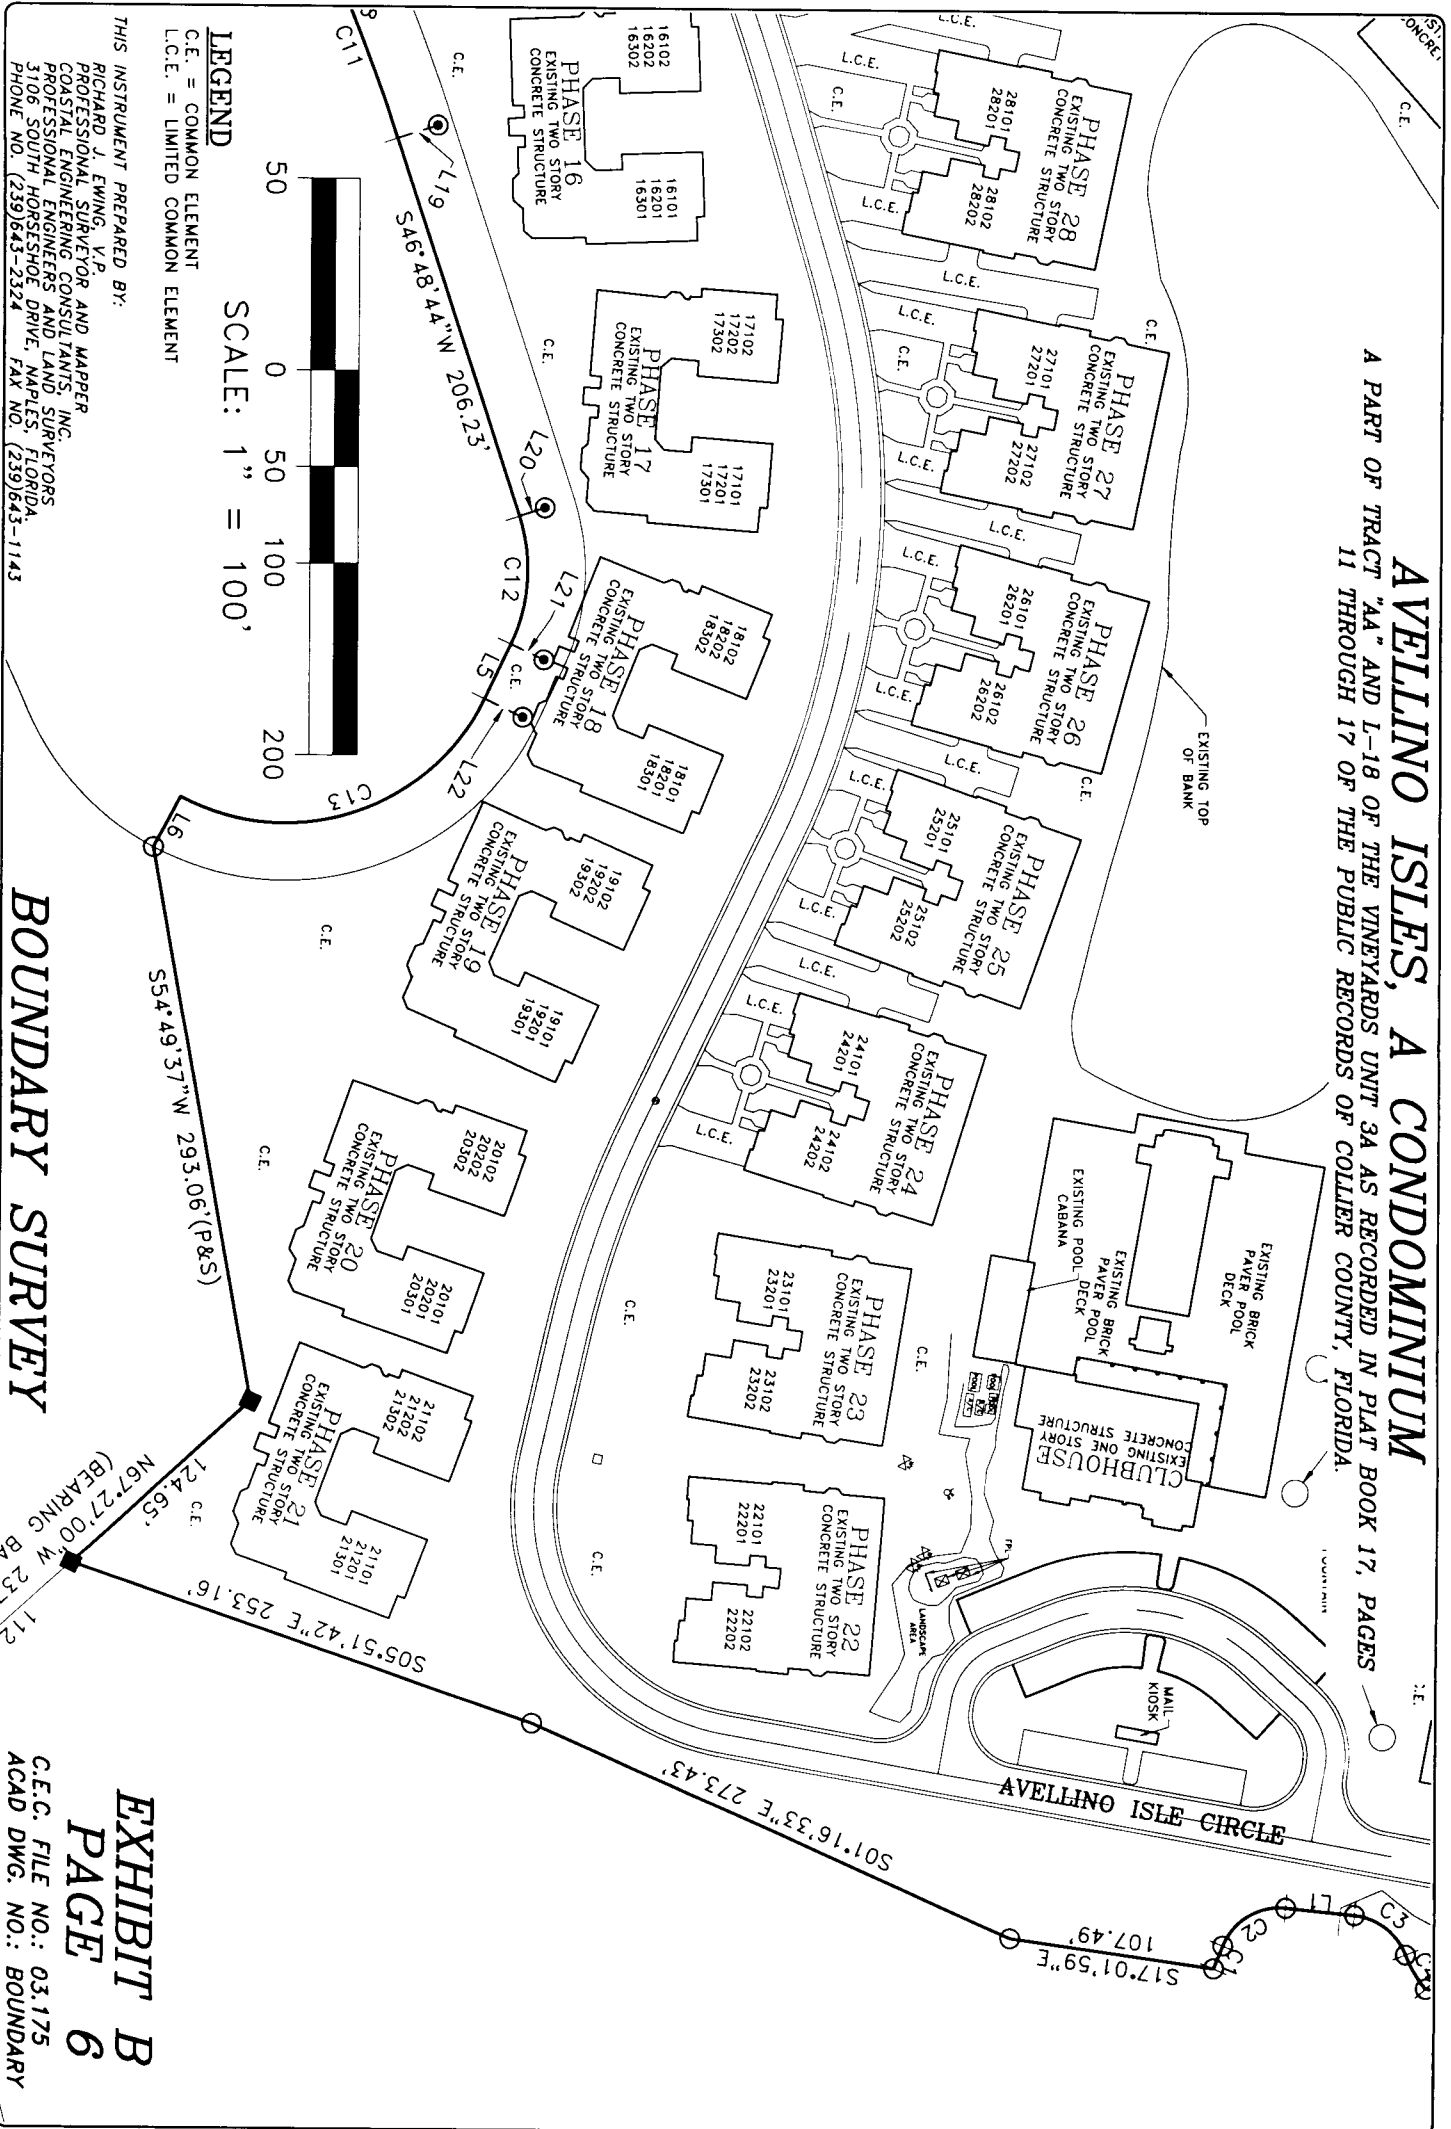 AVELLINO ISLES, A CONDOMINIUM
A PART OF TRACT "AA" AND L-18 OF THE VINEYARDS UNIT 3A AS RECORDED IN PLAT BOOK 17, PAGES
11 THROUGH 17 OF THE PUBLIC RECORDS OF COLLIER COUNTY, FLORIDA.
C.E.
C.E.
EXISTING TOP
OF BANK
C.E.
C.E.
EXISTING BRICK
PAVER POOL
DECK
EXISTING BRICK
PAVER POOL
DECK
EXISTING POOL
CABANA
CLUBHOUSE
EXISTING ONE STORY
CONCRETE STRUCTURE
FPL
LANDSCAPE
AREA
MAIL
KIOSK
AVELLINO ISLE CIRCLE
PHASE 28
EXISTING TWO STORY
CONCRETE STRUCTURE
28101
28201
28102
28202
L.C.E.
L.C.E.
C.E.
L.C.E.
L.C.E.
PHASE 27
EXISTING TWO STORY
CONCRETE STRUCTURE
27101
27201
27102
27202
L.C.E.
C.E.
L.C.E.
L.C.E.
PHASE 26
EXISTING TWO STORY
CONCRETE STRUCTURE
26101
26201
26102
26202
L.C.E.
L.C.E.
L.C.E.
PHASE 25
EXISTING TWO STORY
CONCRETE STRUCTURE
25101
25201
25102
25202
L.C.E.
L.C.E.
L.C.E.
PHASE 24
EXISTING TWO STORY
CONCRETE STRUCTURE
24101
24201
24102
24202
L.C.E.
L.C.E.
PHASE 23
EXISTING TWO STORY
CONCRETE STRUCTURE
23101
23201
23102
23202
C.E.
C.E.
PHASE 22
EXISTING TWO STORY
CONCRETE STRUCTURE
22101
22201
22102
22202
C.E.
16102
16202
16302
PHASE 16
EXISTING TWO STORY
CONCRETE STRUCTURE
16101
16201
16301
17102
17202
17302
PHASE 17
EXISTING TWO STORY
CONCRETE STRUCTURE
17101
17201
17301
18102
18202
18302
PHASE 18
EXISTING TWO STORY
CONCRETE STRUCTURE
18101
18201
18301
19102
19202
19302
PHASE 19
EXISTING TWO STORY
CONCRETE STRUCTURE
19101
19201
19301
20102
20202
20302
PHASE 20
EXISTING TWO STORY
CONCRETE STRUCTURE
20101
20201
20301
21102
21202
21302
PHASE 21
EXISTING TWO STORY
CONCRETE STRUCTURE
21101
21201
21301
C.E.
C.E.
C.E.
C.E.
C.E.
C.E.
C11
L19
S46°48'44"W 206.23'
L20
C12
L21
L5
L22
C13
L6
S54°49'37"W 293.06'(P&S)
124.65'
N67°27'00"W
(BEARING BA
S05°51'42"E 253.16'
S01°16'33"E 273.43'
107.49'
S17°01'59"E
C1
C2
L1
C3
LEGEND
C.E. = COMMON ELEMENT
L.C.E. = LIMITED COMMON ELEMENT
50 0 50 100 200
SCALE: 1" = 100'
THIS INSTRUMENT PREPARED BY:
RICHARD J. EWING, V.P.
PROFESSIONAL SURVEYOR AND MAPPER
COASTAL ENGINEERING CONSULTANTS, INC.
PROFESSIONAL ENGINEERS AND LAND SURVEYORS
3106 SOUTH HORSESHOE DRIVE, NAPLES, FLORIDA.
PHONE NO. (239)643-2324 FAX NO. (239)643-1143
BOUNDARY SURVEY
EXHIBIT B
PAGE 6
C.E.C. FILE NO.: 03.175
ACAD DWG. NO.: BOUNDARY